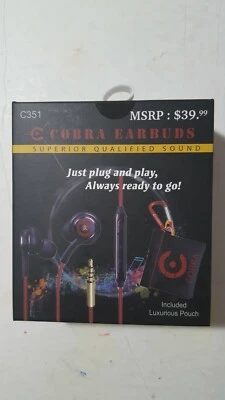 C351
MSRP : $39.99
COBRA EARBUDS
SUPERIOR QUALIFIED SOUND
Just plug and play,
Always ready to go!
Included
Luxurious Pouch